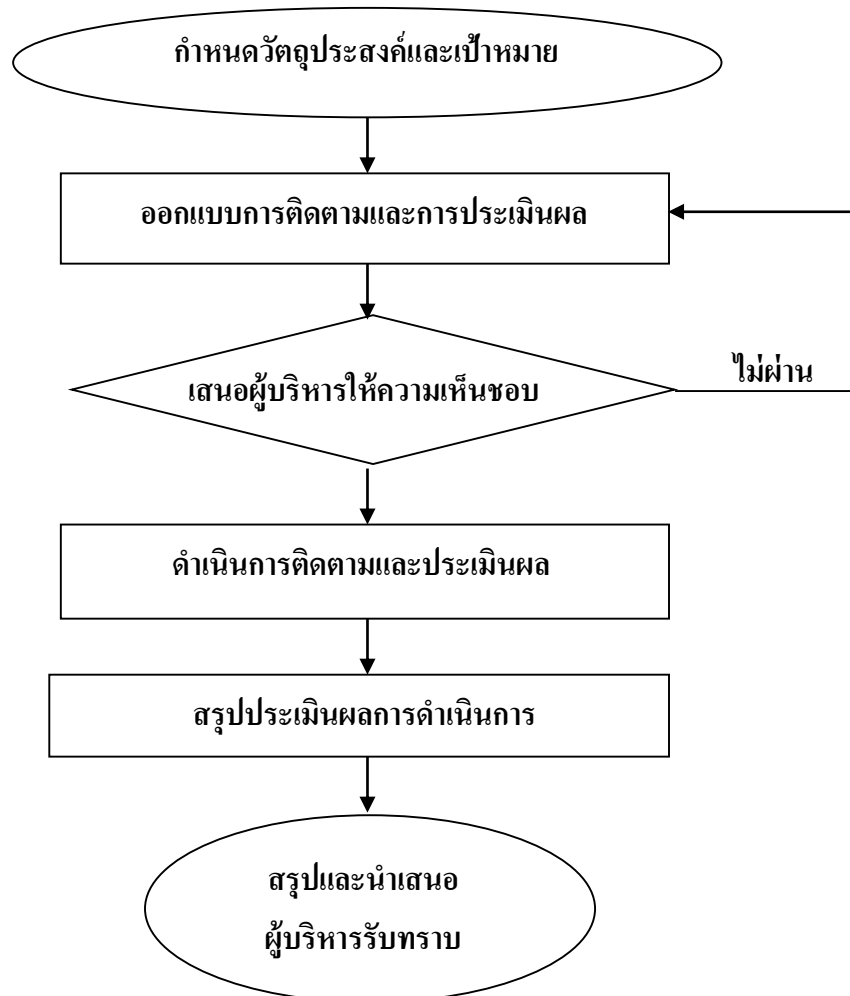 กำหนดวัตถุประสงค์และเป้าหมาย
ออกแบบการติดตามและการประเมินผล
เสนอผู้บริหารให้ความเห็นชอบ
ไม่ผ่าน
ดำเนินการติดตามและประเมินผล
สรุปประเมินผลการดำเนินการ
สรุปและนำเสนอ
ผู้บริหารรับทราบ